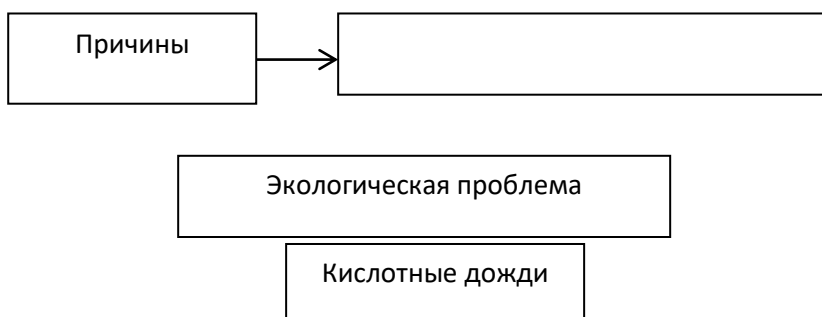 Причины
Экологическая проблема
Кислотные дожди